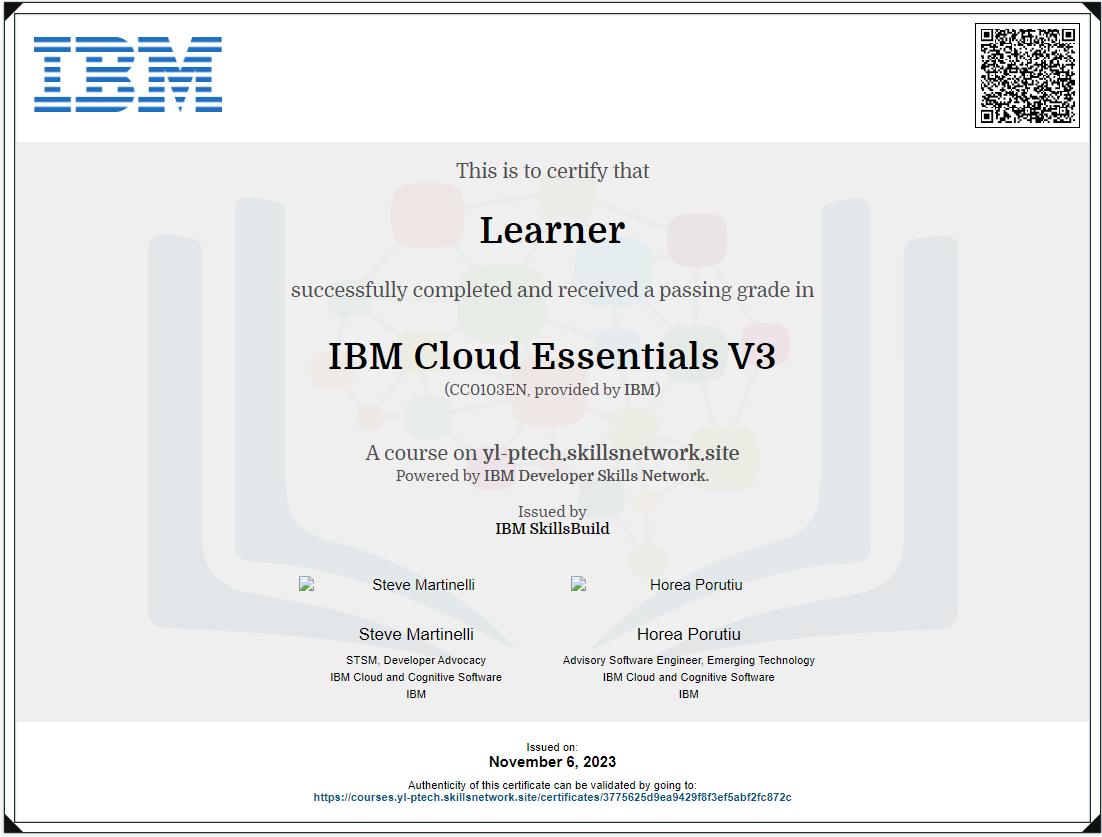 IBM
This is to certify that
Learner
successfully completed and received a passing grade in
IBM Cloud Essentials V3
(CC0103EN, provided by IBM)
A course on yl-ptech.skillsnetwork.site
Powered by IBM Developer Skills Network.
Issued by
IBM SkillsBuild
Steve Martinelli
Horea Porutiu
Steve Martinelli
STSM, Developer Advocacy
IBM Cloud and Cognitive Software
IBM
Horea Porutiu
Advisory Software Engineer, Emerging Technology
IBM Cloud and Cognitive Software
IBM
Issued on:
November 6, 2023
Authenticity of this certificate can be validated by going to:
https://courses.yl-ptech.skillsnetwork.site/certificates/3775625d9ea9429f8f3ef5abf2fc872c